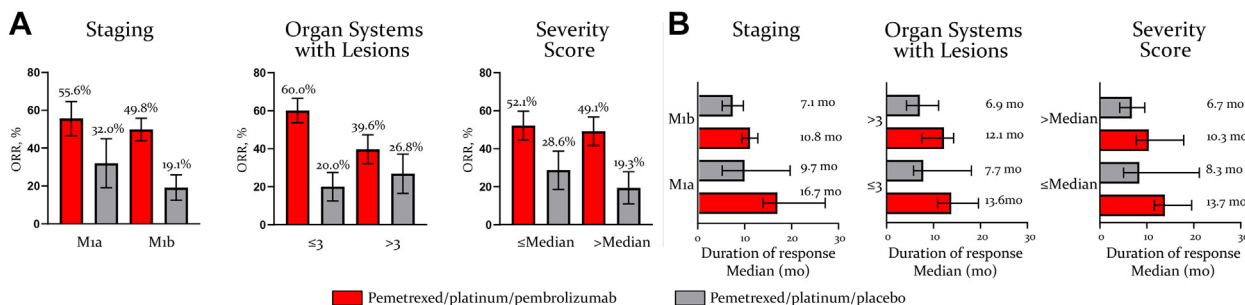 A
Staging
ORR, %
80
60
40
20
0
55.6%
32.0%
49.8%
19.1%
M1a
M1b
Organ Systems
with Lesions
ORR, %
80
60
40
20
0
60.0%
20.0%
39.6%
26.8%
≤3
>3
Severity
Score
ORR, %
80
60
40
20
0
52.1%
28.6%
49.1%
19.3%
≤Median
>Median
B
Staging
M1b
M1a
7.1 mo
10.8 mo
9.7 mo
16.7 mo
0
10
20
30
Duration of response
Median (mo)
Organ Systems
with Lesions
>3
≤3
6.9 mo
12.1 mo
7.7 mo
13.6mo
0
10
20
30
Duration of response
Median (mo)
Severity
Score
>Median
≤Median
6.7 mo
10.3 mo
8.3 mo
13.7 mo
0
10
20
30
Duration of response
Median (mo)
Pemetrexed/platinum/pembrolizumab
Pemetrexed/platinum/placebo